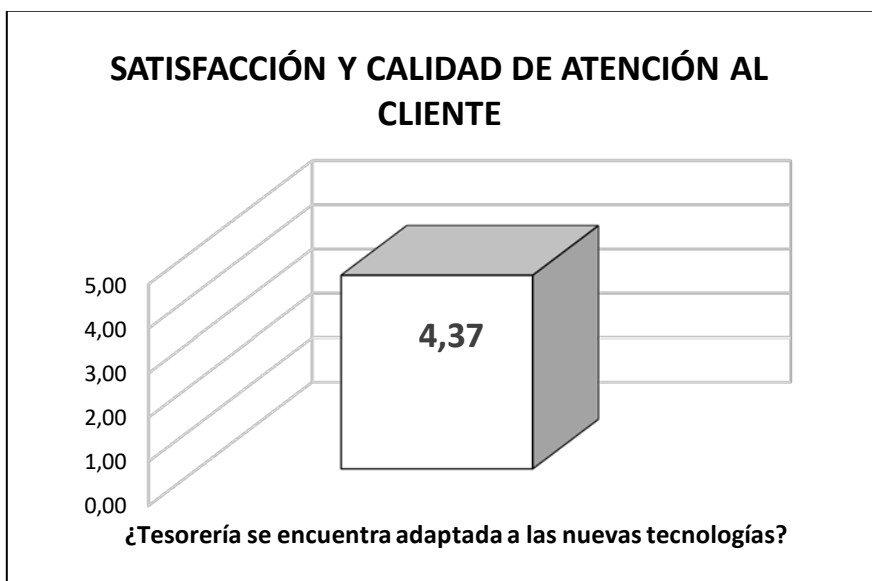 SATISFACCIÓN Y CALIDAD DE ATENCIÓN AL
CLIENTE
5,00
4,00
3,00
2,00
1,00
0,00
4,37
¿Tesorería se encuentra adaptada a las nuevas tecnologías?